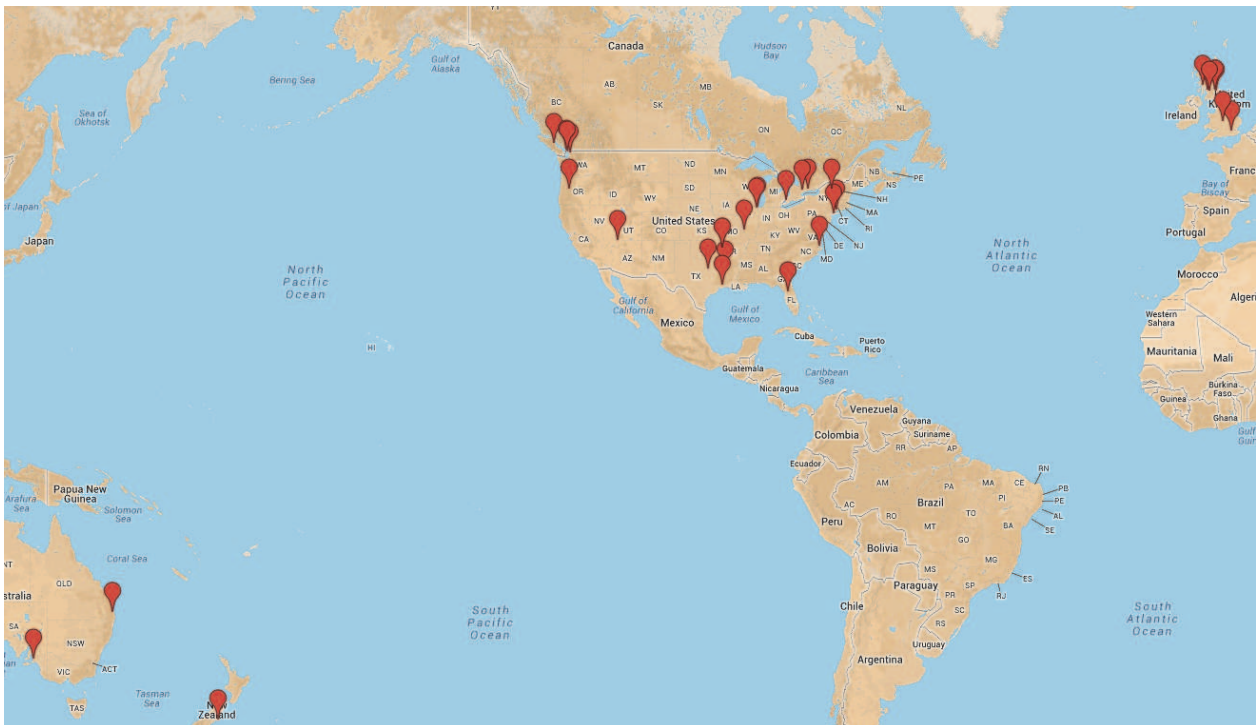 Canada
Hudson
Bay
Gulf of
Alaska
Bering Sea
Sea of
Okhotsk
AB
MB
BC
SK
NL
ON
QC
United
Kingdom
Ireland
France
Bay of
Biscay
Spain
Portugal
WA
MT
ND
MN
NB
PE
ME
NS
OR
ID
SD
WY
MI
NH
NY
MA
IA
NE
CT
RI
NV
UT
CO
United States
KS
MO
IN
OH
PA
KY
WV
VA
NJ
DE
MD
CA
AZ
NM
TN
NC
TX
MS
AL
LA
FL
Japan
North
Pacific
Ocean
North
Atlantic
Ocean
Morocco
Gulf of
California
Gulf of
Mexico
Mexico
Western
Sahara
Cuba
Puerto
Rico
HI
Mauritania
Mali
Guatemala
Caribbean
Sea
Nicaragua
Burkina
Faso
Guinea
Ghana
Venezuela
Guyana
Suriname
Colombia
RR
AP
Ecuador
RN
Papua New
Guinea
Arafura
Sea
Solomon
Sea
AM
PA
MA
CE
PB
PI
PE
AC
Brazil
AL
TO
RO
MT
BA
SE
Peru
GO
Bolivia
MG
MS
ES
Coral Sea
QLD
Paraguay
SP
PR
RJ
SC
Chile
RS
South
Pacific
Ocean
South
Atlantic
Ocean
SA
NSW
Uruguay
Argentina
VIC
ACT
Tasman
Sea
TAS
New
Zealand